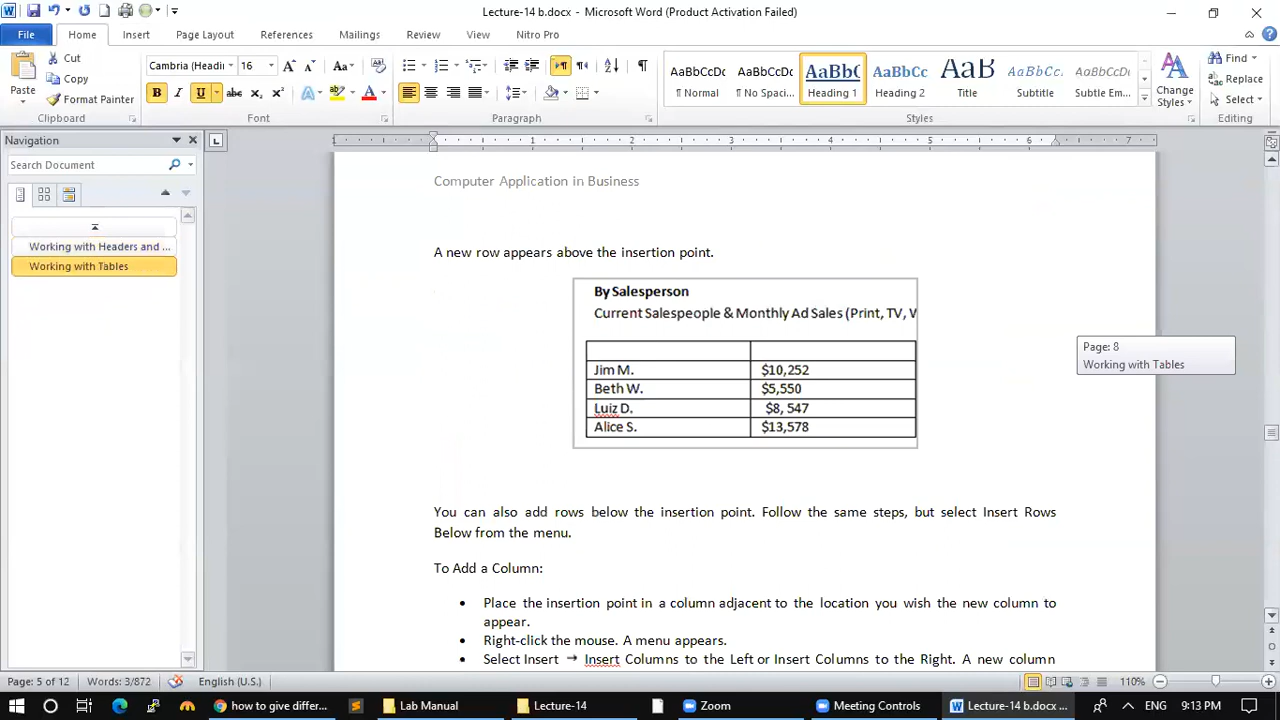 Lecture-14 b.docx - Microsoft Word (Product Activation Failed)
File Home Insert Page Layout References Mailings Review View Nitro Pro
Paste
Cut
Copy
Format Painter
Clipboard
Cambria (Headi 16
Font
Paragraph
AaBbCcDc AaBbCcDc AaBbC AaBbCc AaB AaBbCc. AaBbCcDc
¶ Normal ¶ No Spaci... Heading 1 Heading 2 Title Subtitle Subtle Em...
Change Styles
Styles
Find
Replace
Select
Editing
Navigation
Search Document
Working with Headers and ...
Working with Tables
1 2 3 4 5 6 7
Computer Application in Business
A new row appears above the insertion point.
By Salesperson
Current Salespeople & Monthly Ad Sales (Print, TV, W
Jim M. $10,252
Beth W. $5,550
Luiz D. $8, 547
Alice S. $13,578
Page: 8
Working with Tables
You can also add rows below the insertion point. Follow the same steps, but select Insert Rows
Below from the menu.
To Add a Column:
• Place the insertion point in a column adjacent to the location you wish the new column to
appear.
• Right-click the mouse. A menu appears.
• Select Insert → Insert Columns to the Left or Insert Columns to the Right. A new column
Page: 5 of 12 Words: 3/872 English (U.S.) 110%
how to give differ... Lab Manual Lecture-14 Zoom Meeting Controls Lecture-14 b.docx ... ENG 9:13 PM